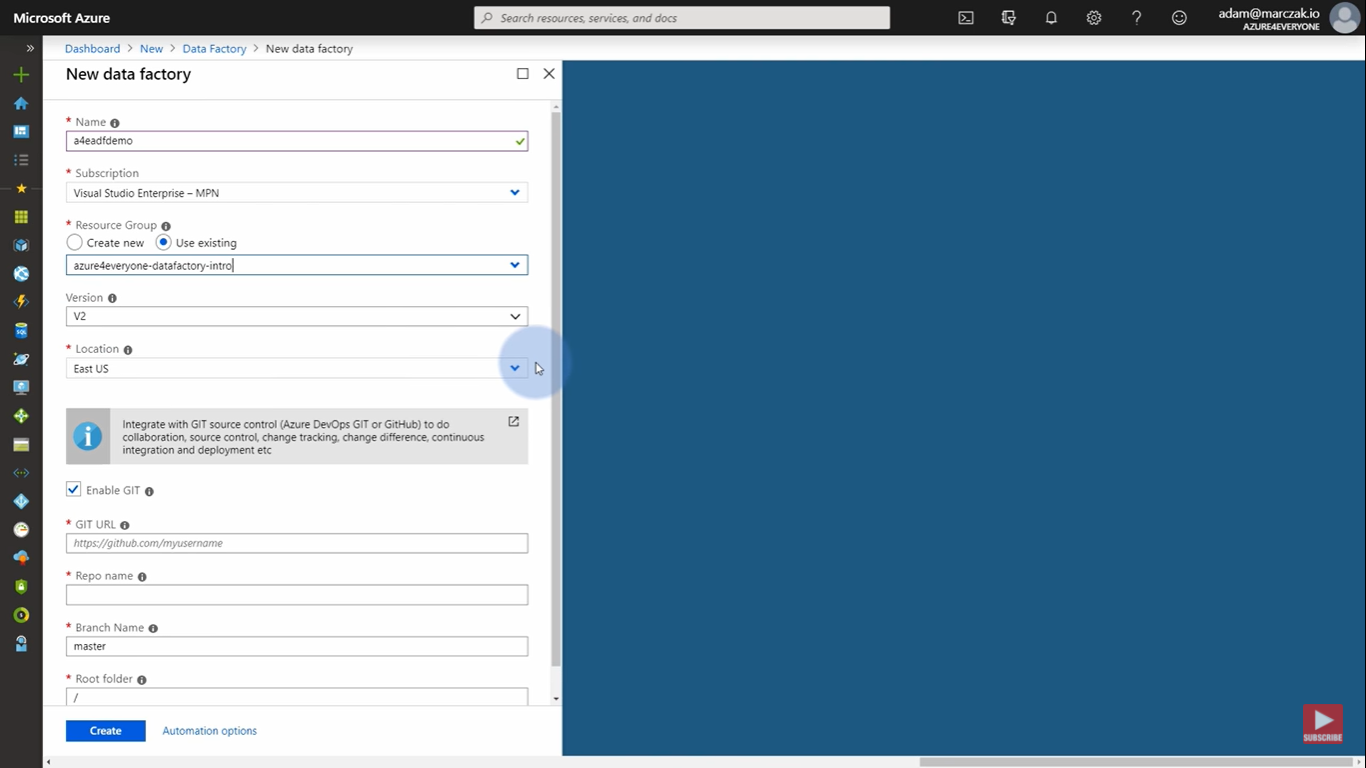 Microsoft Azure
Search resources, services, and docs
adam@marczak.io
AZURE4EVERYONE
Dashboard > New > Data Factory > New data factory
New data factory
* Name
a4eadfdemo
* Subscription
Visual Studio Enterprise – MPN
* Resource Group
Create new Use existing
azure4everyone-datafactory-intro
Version
V2
* Location
East US
Integrate with GIT source control (Azure DevOps GIT or GitHub) to do
collaboration, source control, change tracking, change difference, continuous
integration and deployment etc
Enable GIT
* GIT URL
https://github.com/myusername
* Repo name
* Branch Name
master
* Root folder
/
Create Automation options
SUBSCRIBE